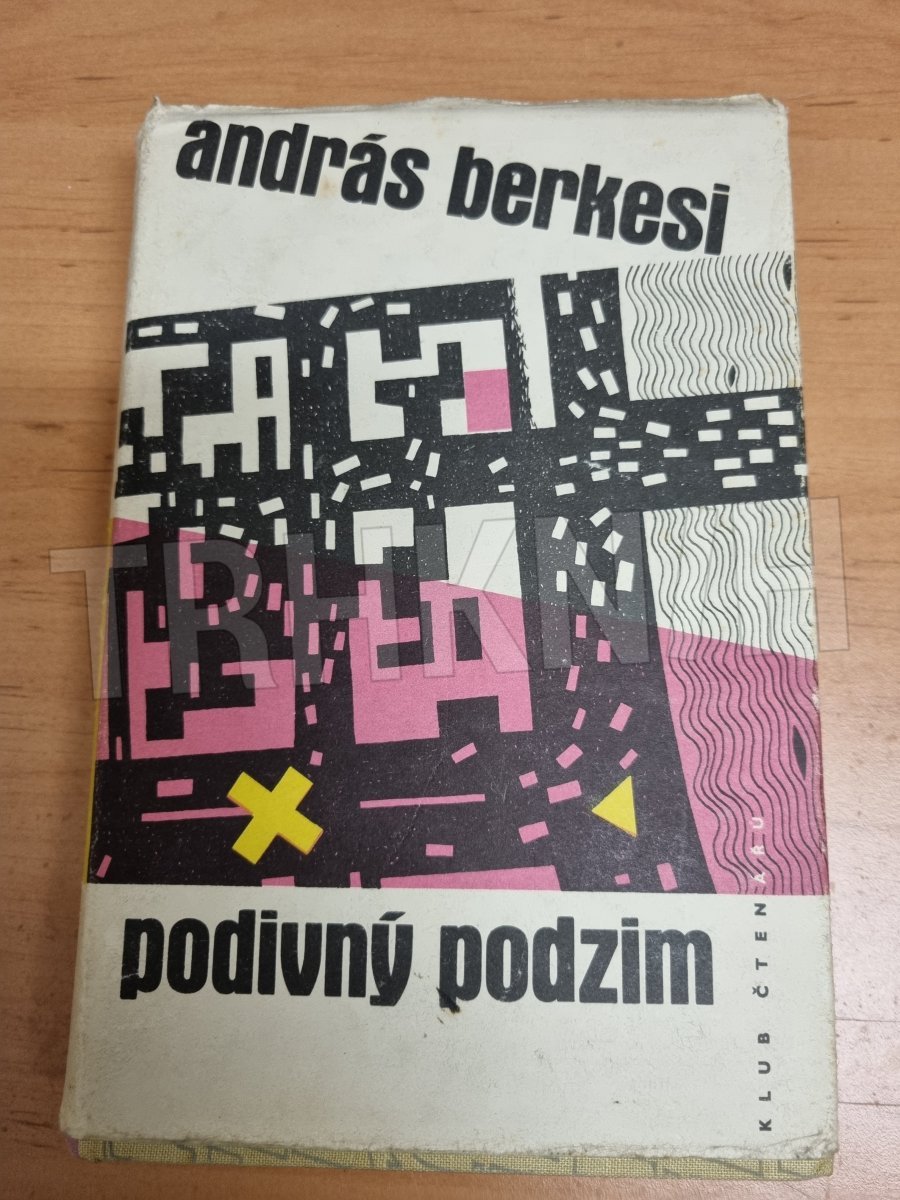 andrás berkesi
podivný podzim
KLUB ČTENÁŘŮ